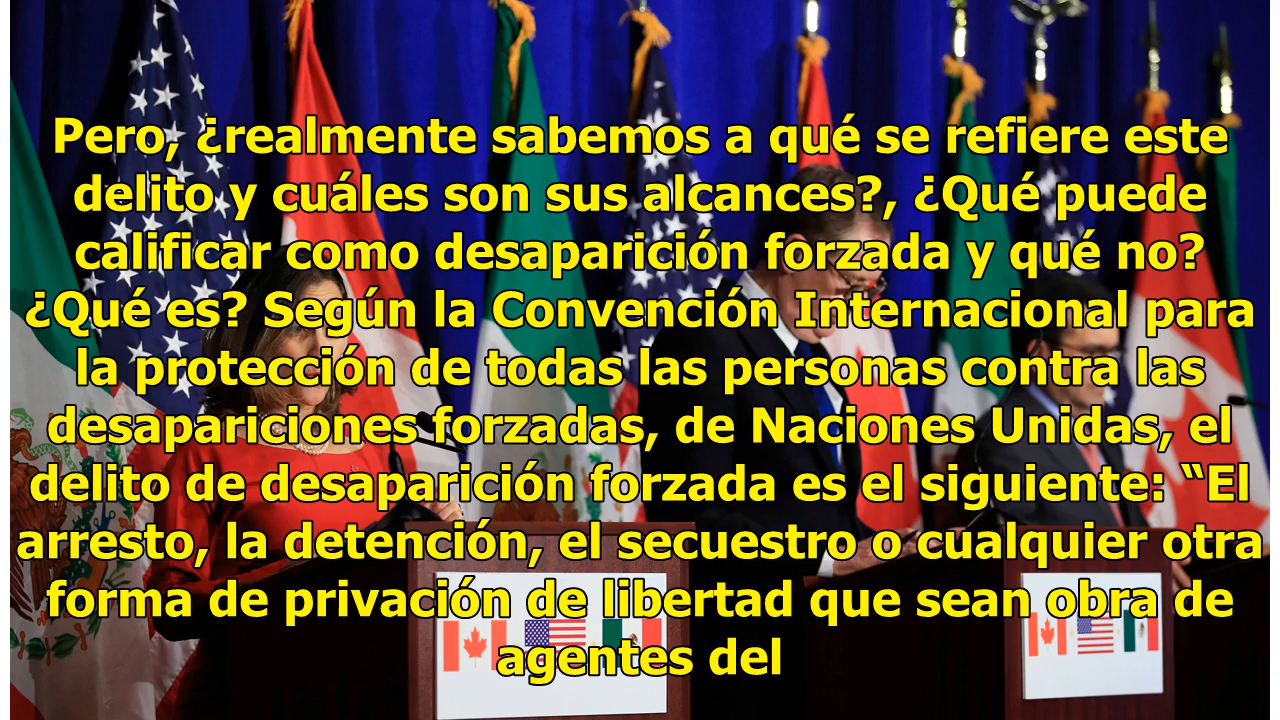 Pero, ¿realmente sabemos a qué se refiere este
delito y cuáles son sus alcances?, ¿Qué puede
calificar como desaparición forzada y qué no?
¿Qué es? Según la Convención Internacional para
la protección de todas las personas contra las
desapariciones forzadas, de Naciones Unidas, el
delito de desaparición forzada es el siguiente: “El
arresto, la detención, el secuestro o cualquier otra
forma de privación de libertad que sean obra de
agentes del